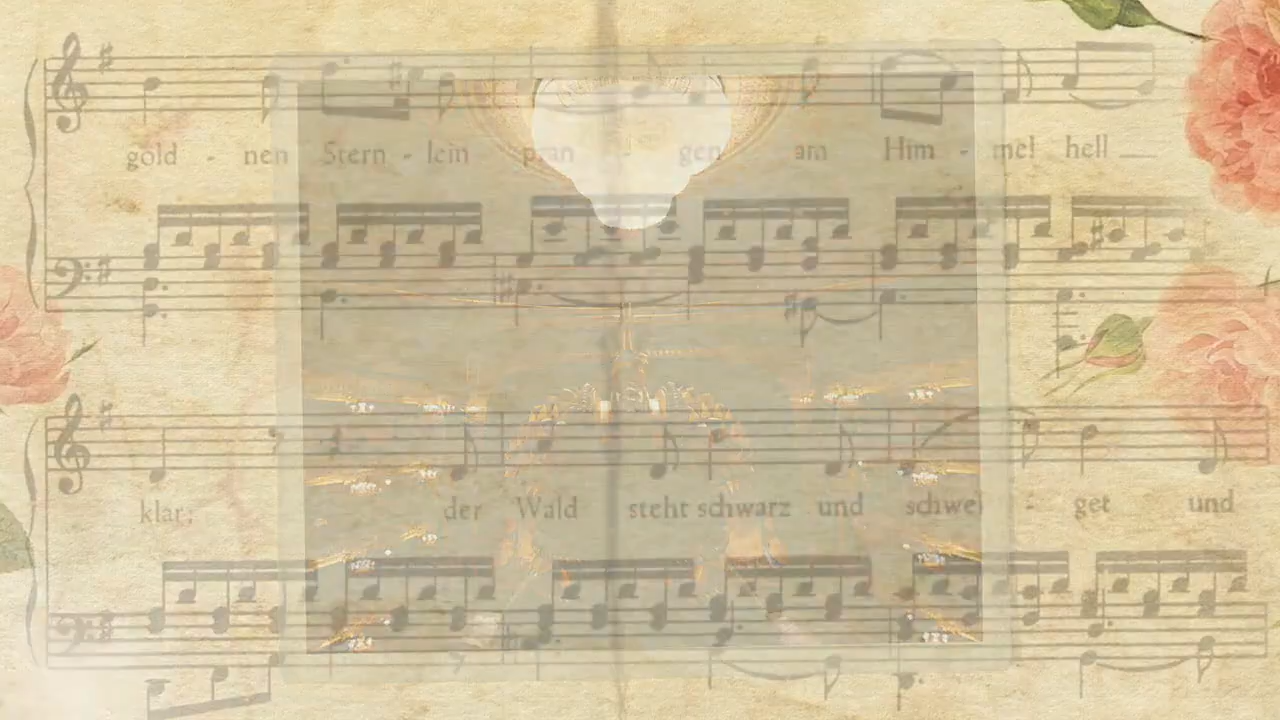 gold - nen Stern - lein pran - gen am Him - mel hell
klar; der Wald steht schwarz und schwei - get und